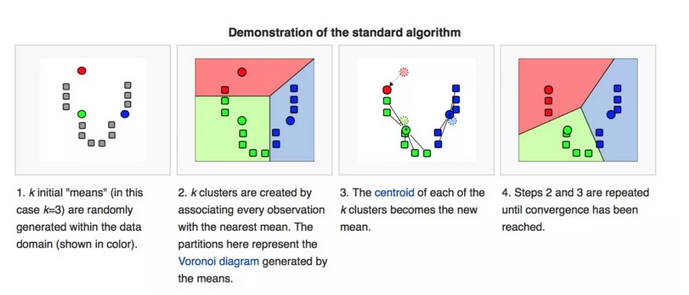 Demonstration of the standard algorithm
1. k initial "means" (in this
case k=3) are randomly
generated within the data
domain (shown in color).
2. k clusters are created by
associating every observation
with the nearest mean. The
partitions here represent the
Voronoi diagram generated by
the means.
3. The centroid of each of the
k clusters becomes the new
mean.
4. Steps 2 and 3 are repeated
until convergence has been
reached.